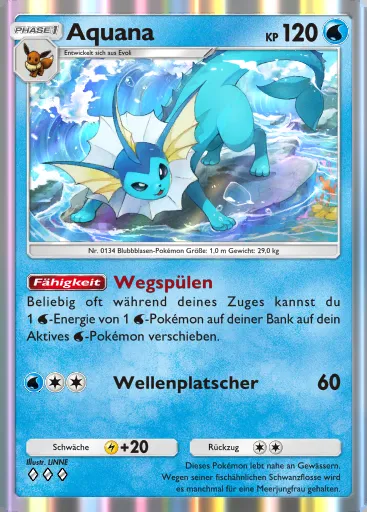 PHASE 1 Aquana KP 120
Entwickelt sich aus Evoli
Nr. 0134 Blubbblasen-Pokémon Größe: 1,0 m Gewicht: 29,0 kg
Fähigkeit Wegspülen
Beliebig oft während deines Zuges kannst du
1 -Energie von 1 -Pokémon auf deiner Bank auf dein
Aktives -Pokémon verschieben.
Wellenplatscher 60
Schwäche +20 Rückzug
Illustr. LINNE
Dieses Pokémon lebt nahe an Gewässern.
Wegen seiner fischähnlichen Schwanzflosse wird
es manchmal für eine Meerjungfrau gehalten.